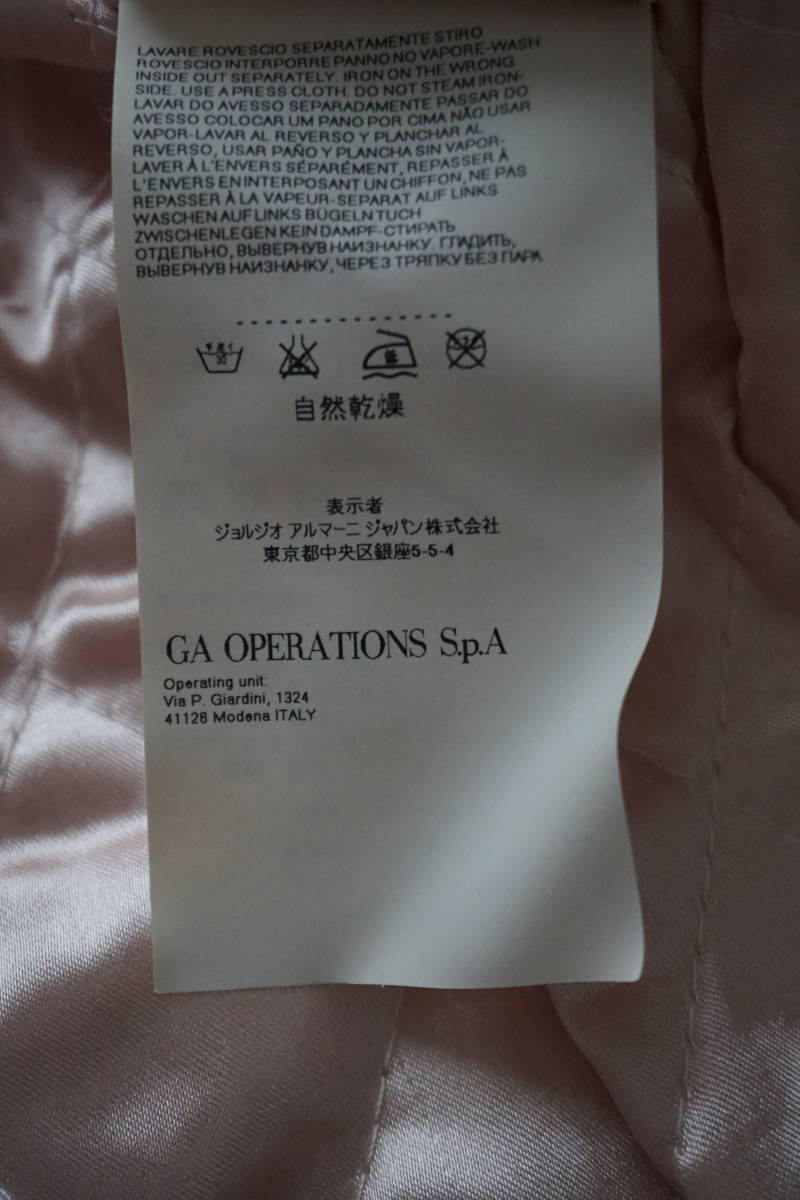 LAVARE ROVESCIO SEPARATAMENTE STIRO
ROVESCIO INTERPORRE PANNO NO VAPORE-WASH
INSIDE OUT SEPARATELY. IRON ON THE WRONG
SIDE. USE A PRESS CLOTH. DO NOT STEAM IRON-
LAVAR DO AVESSO SEPARADAMENTE PASSAR DO
AVESSO COLOCAR UM PANO POR CIMA NÃO USAR
VAPOR-LAVAR AL REVERSO Y PLANCHAR AL
REVERSO, USAR PAÑO Y PLANCHA SIN VAPOR-
LAVER À L'ENVERS SÉPARÉMENT, REPASSER À
L'ENVERS EN INTERPOSANT UN CHIFFON, NE PAS
REPASSER À LA VAPEUR-SEPARAT AUF LINKS
WASCHEN AUF LINKS BÜGELN TUCH
ZWISCHENLEGEN KEIN DAMPF-СТИРАТЬ
ОТДЕЛЬНО, ВЫВЕРНУВ НАИЗНАНКУ. ГЛАДИТЬ,
ВЫВЕРНУВ НАИЗНАНКУ, ЧЕРЕЗ ТРЯПКУ БЕЗ ПАРА
低
自然乾燥
表示者
ジョルジオ アルマーニ ジャパン株式会社
東京都中央区銀座5-5-4
GA OPERATIONS S.p.A
Operating unit:
Via P. Giardini, 1324
41126 Modena ITALY